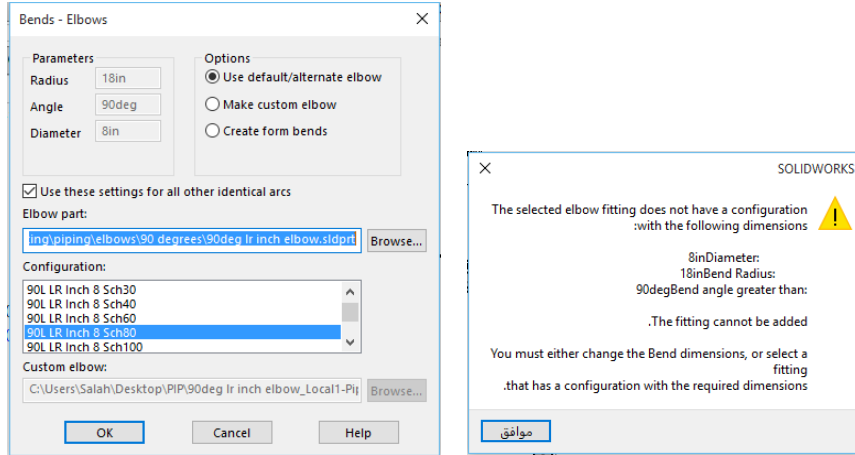 Bends - Elbows
Parameters
Radius 18in
Angle 90deg
Diameter 8in
Options
Use default/alternate elbow
Make custom elbow
Create form bends
Use these settings for all other identical arcs
Elbow part:
ing\piping\elbows\90 degrees\90deg lr inch elbow.sldprt Browse...
Configuration:
90L LR Inch 8 Sch30
90L LR Inch 8 Sch40
90L LR Inch 8 Sch60
90L LR Inch 8 Sch80
90L LR Inch 8 Sch100
Custom elbow:
C:\Users\Salah\Desktop\PIP\90deg lr inch elbow_Local1-Pip Browse...
OK Cancel Help
SOLIDWORKS
The selected elbow fitting does not have a configuration
:with the following dimensions
8inDiameter:
18inBend Radius:
90degBend angle greater than:
.The fitting cannot be added
You must either change the Bend dimensions, or select a
fitting
.that has a configuration with the required dimensions
موافق